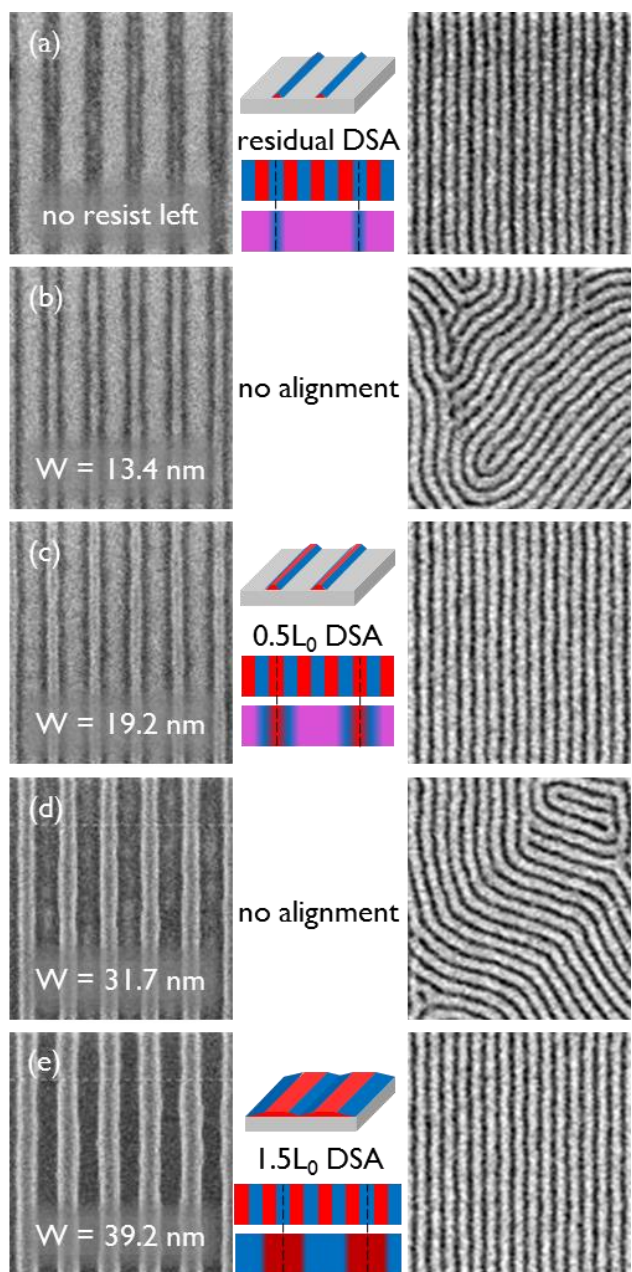 (a)
residual DSA
no resist left
(b)
no alignment
W = 13.4 nm
(c)
0.5L₀ DSA
W = 19.2 nm
(d)
no alignment
W = 31.7 nm
(e)
1.5L₀ DSA
W = 39.2 nm